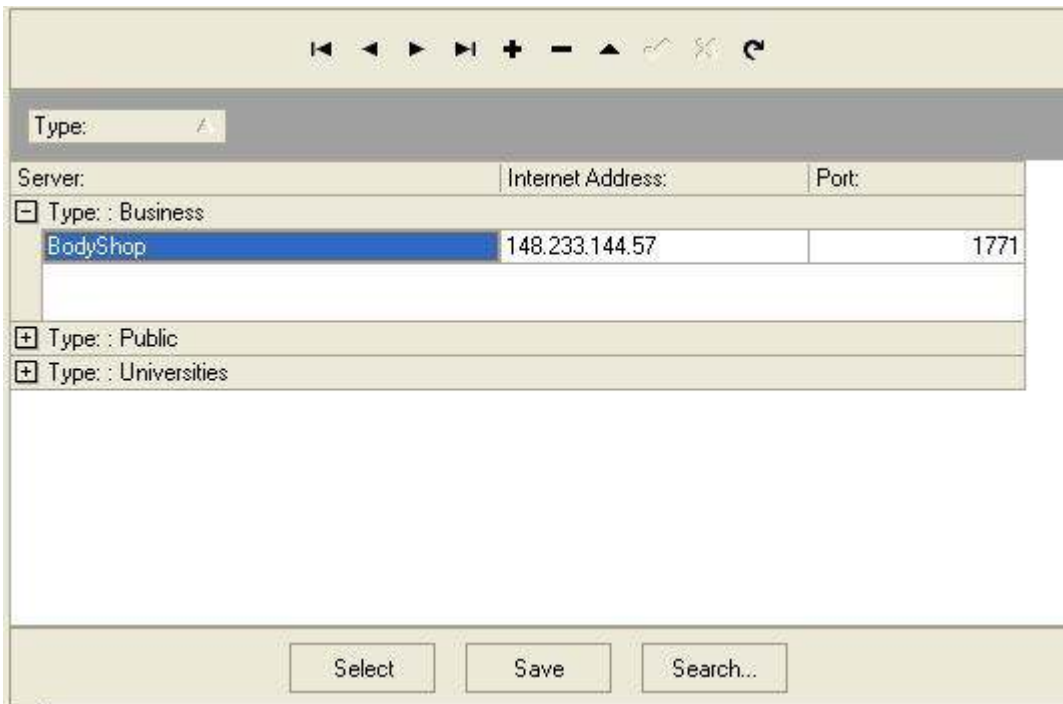 Type:
Server: Internet Address: Port:
Type: : Business
BodyShop 148.233.144.57 1771
Type: : Public
Type: : Universities
Select Save Search...